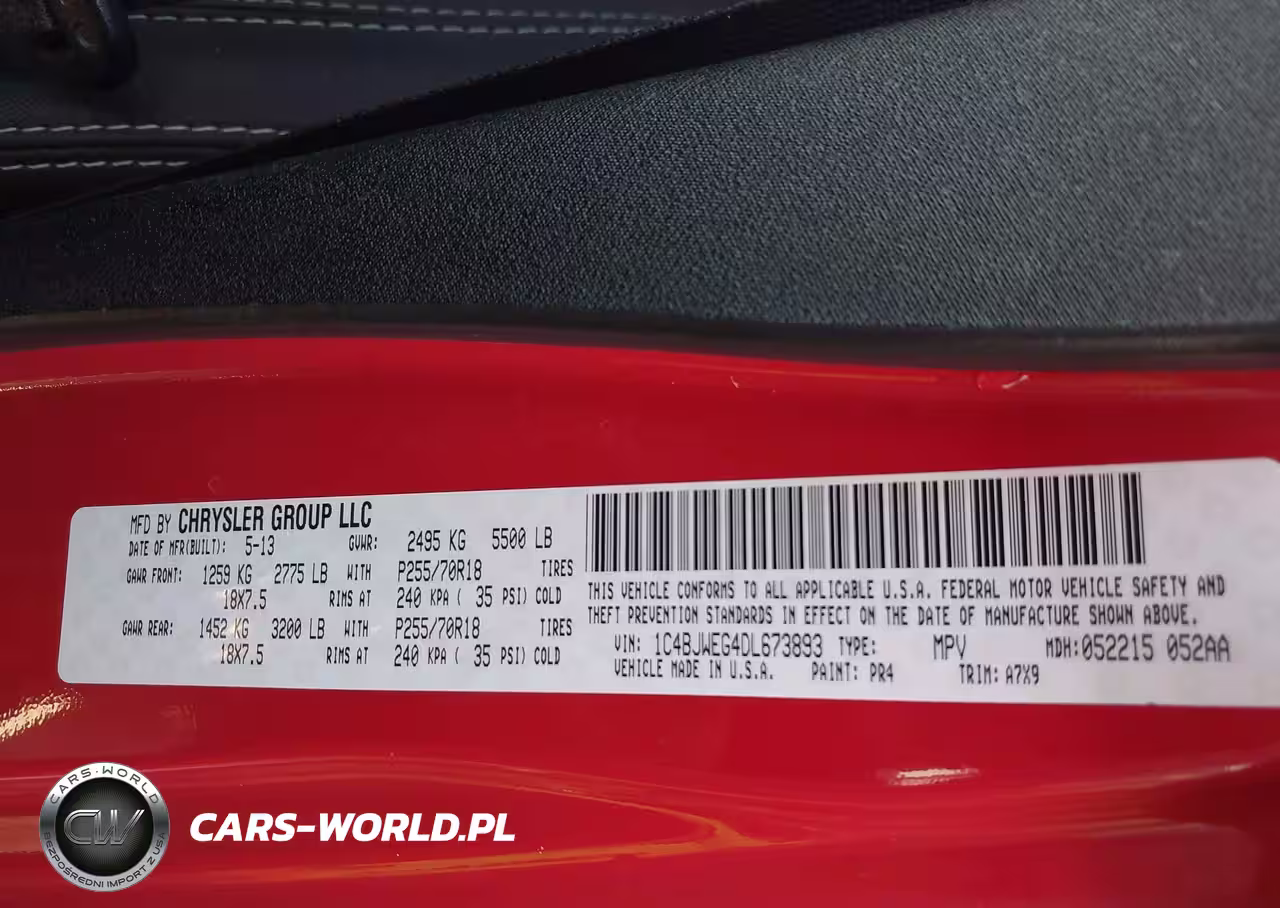 MFD BY CHRYSLER GROUP LLC
DATE OF MFR(BUILT): 5-13 GVWR: 2495 KG 5500 LB
GAWR FRONT: 1259 KG 2775 LB WITH P255/70R18 TIRES
18X7.5 RIMS AT 240 KPA ( 35 PSI) COLD
GAWR REAR: 1452 KG 3200 LB WITH P255/70R18 TIRES
18X7.5 RIMS AT 240 KPA ( 35 PSI) COLD
THIS VEHICLE CONFORMS TO ALL APPLICABLE U.S.A. FEDERAL MOTOR VEHICLE SAFETY AND
THEFT PREVENTION STANDARDS IN EFFECT ON THE DATE OF MANUFACTURE SHOWN ABOVE.
VIN: 1C4BJWEG4DL673893 TYPE: MPV MDH:052215 052AA
VEHICLE MADE IN U.S.A. PAINT: PR4 TRIM: A7X9
CARS-WORLD
CW
BEZPOŚREDNI IMPORT Z USA
CARS-WORLD.PL